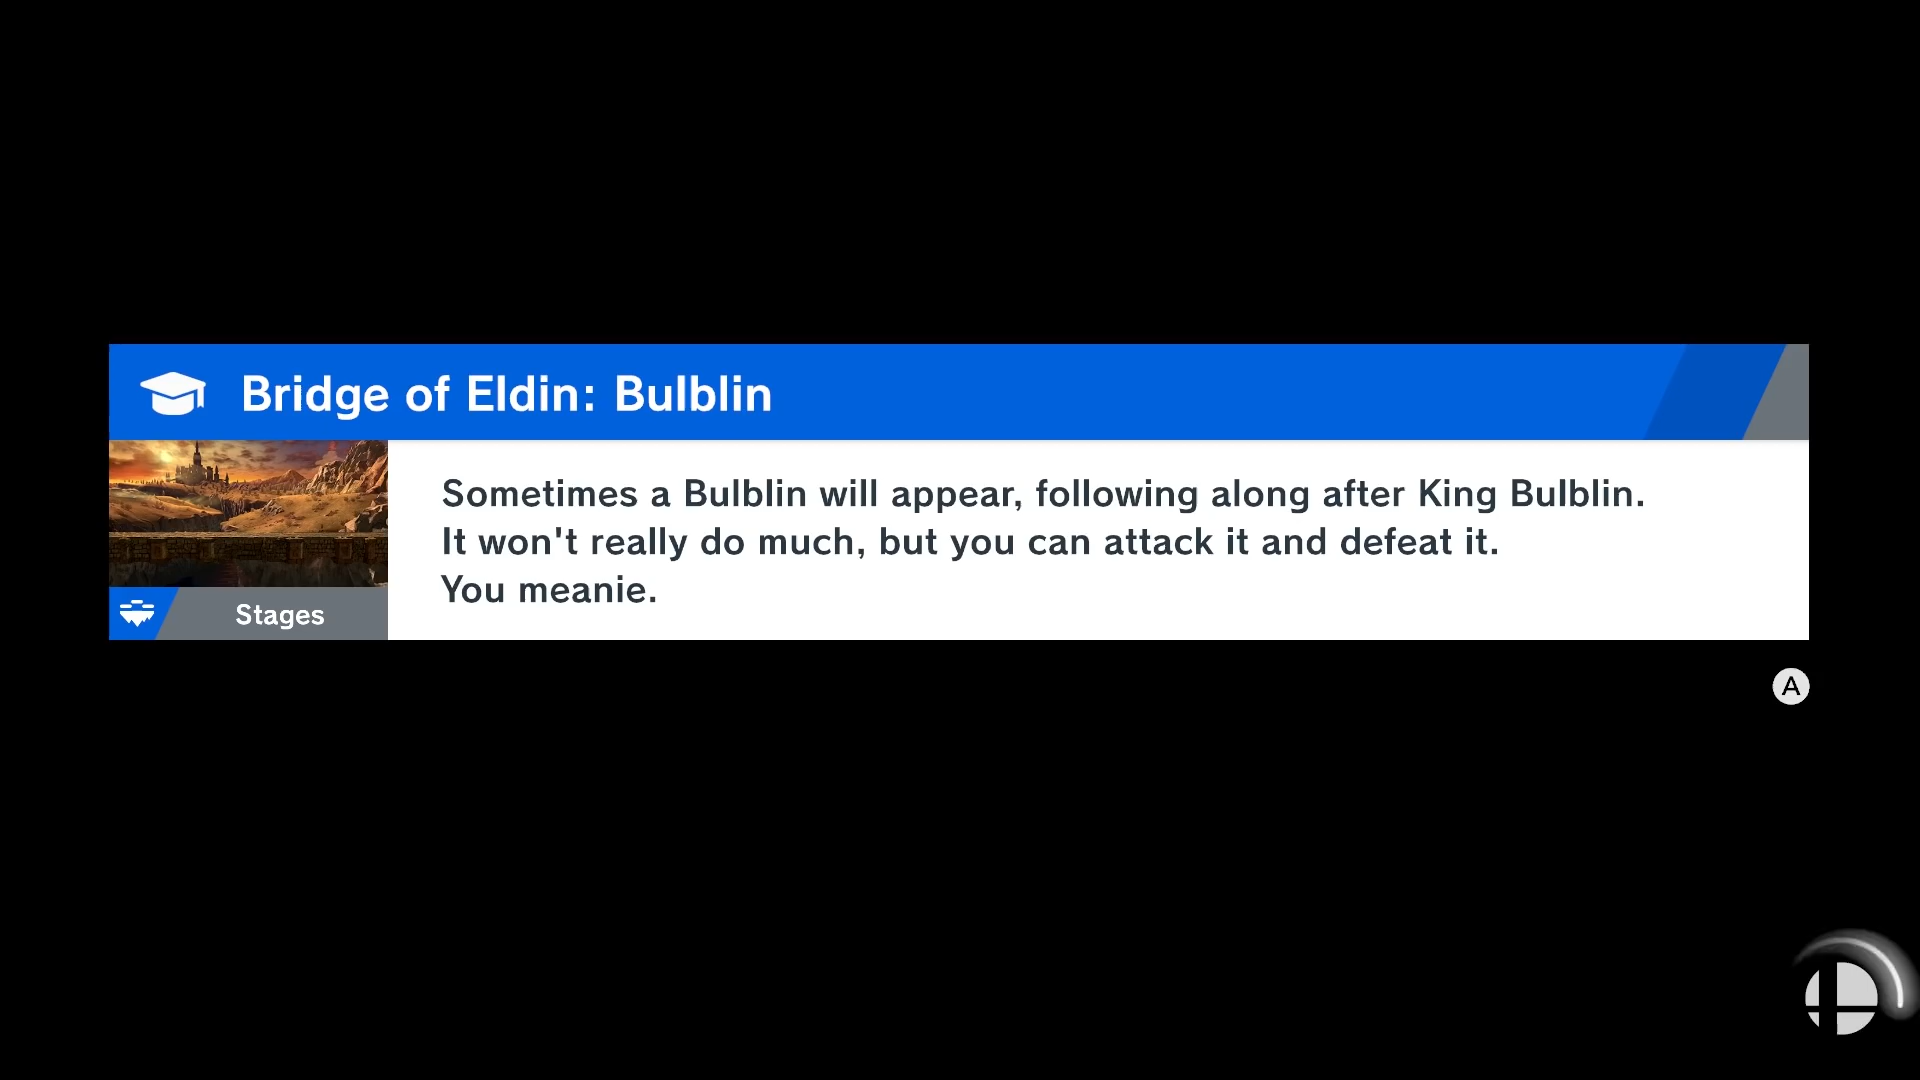 Bridge of Eldin: Bulblin
Sometimes a Bulblin will appear, following along after King Bulblin.
It won't really do much, but you can attack it and defeat it.
You meanie.
Stages
A